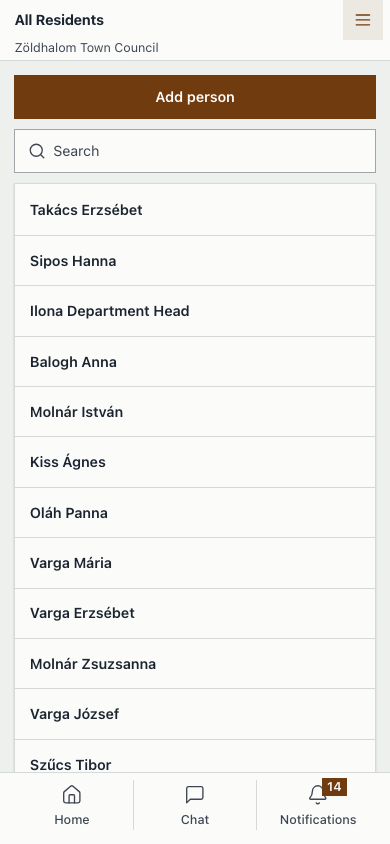 All Residents
Zöldhalom Town Council
Add person
Search
Takács Erzsébet
Sipos Hanna
Ilona Department Head
Balogh Anna
Molnár István
Kiss Ágnes
Oláh Panna
Varga Mária
Varga Erzsébet
Molnár Zsuzsanna
Varga József
Szűcs Tibor
14
Home
Chat
Notifications